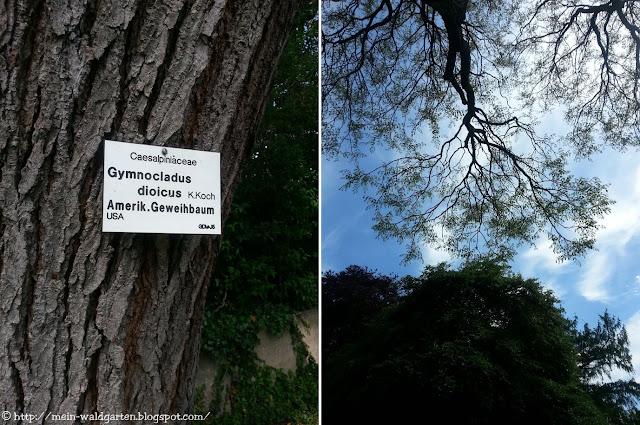 Caesalpiniaceae
Gymnocladus
dioicus K.Koch
Amerik.Geweihbaum
USA
© http://mein-waldgarten.blogspot.com/